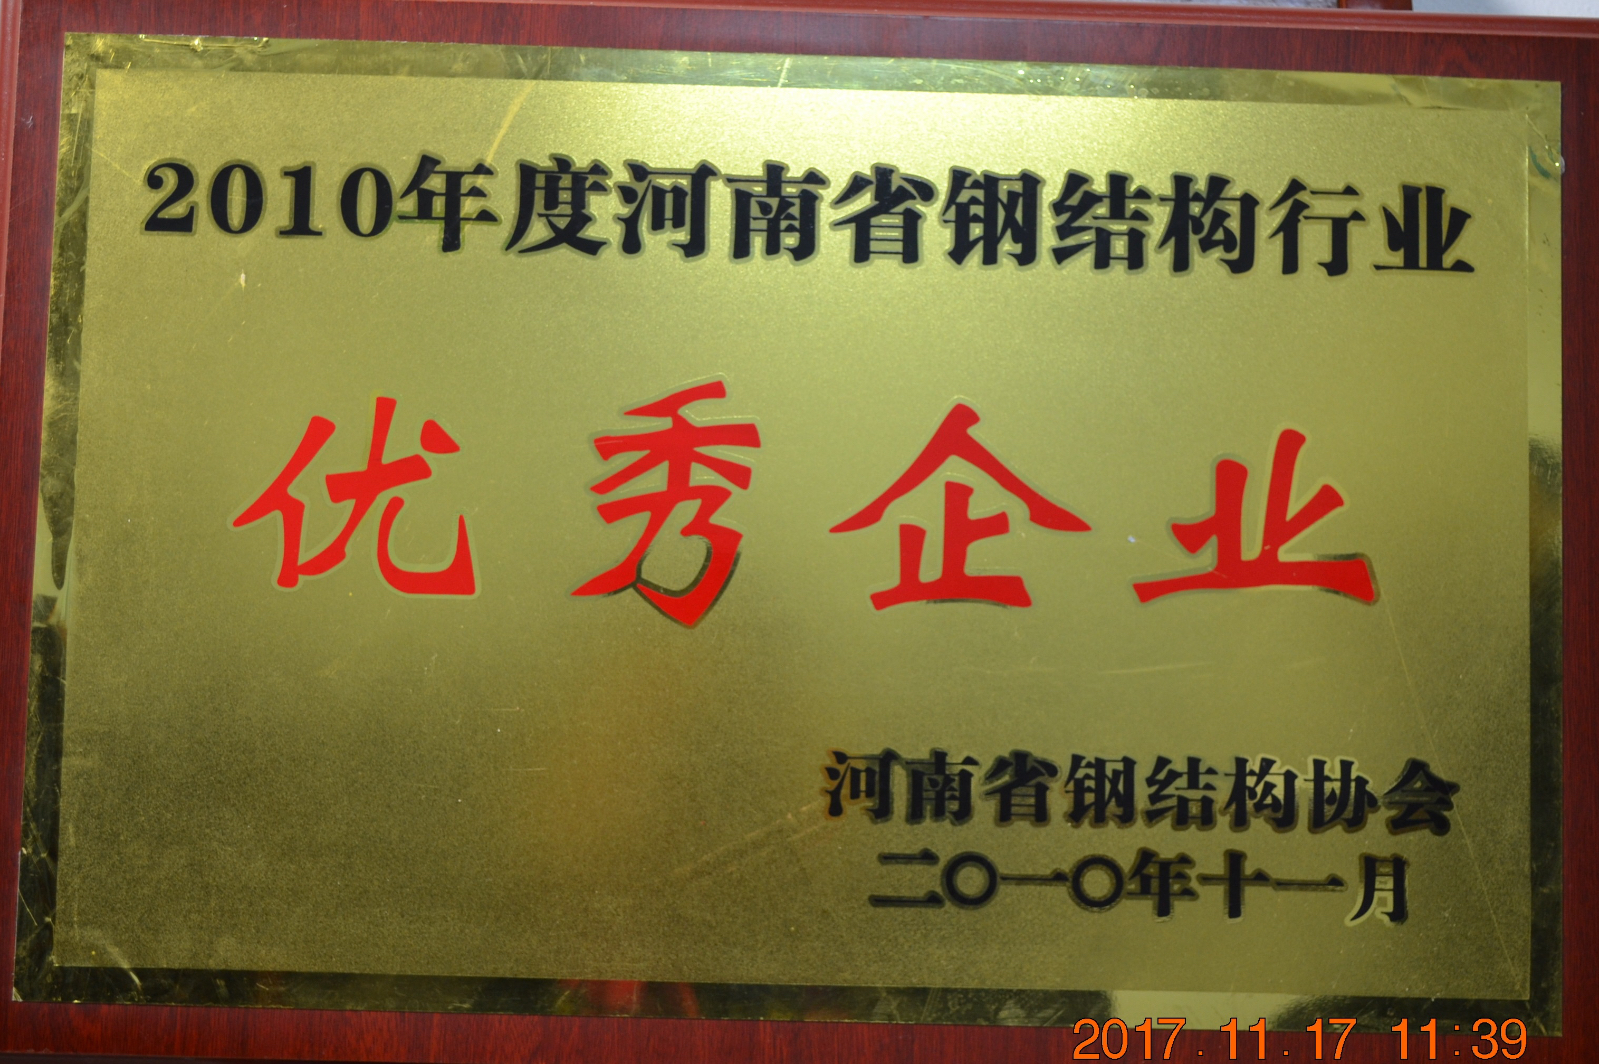 2010年度河南省钢结构行业
优秀企业
河南省钢结构协会
二〇一〇年十一月
2017.11.17 11:39